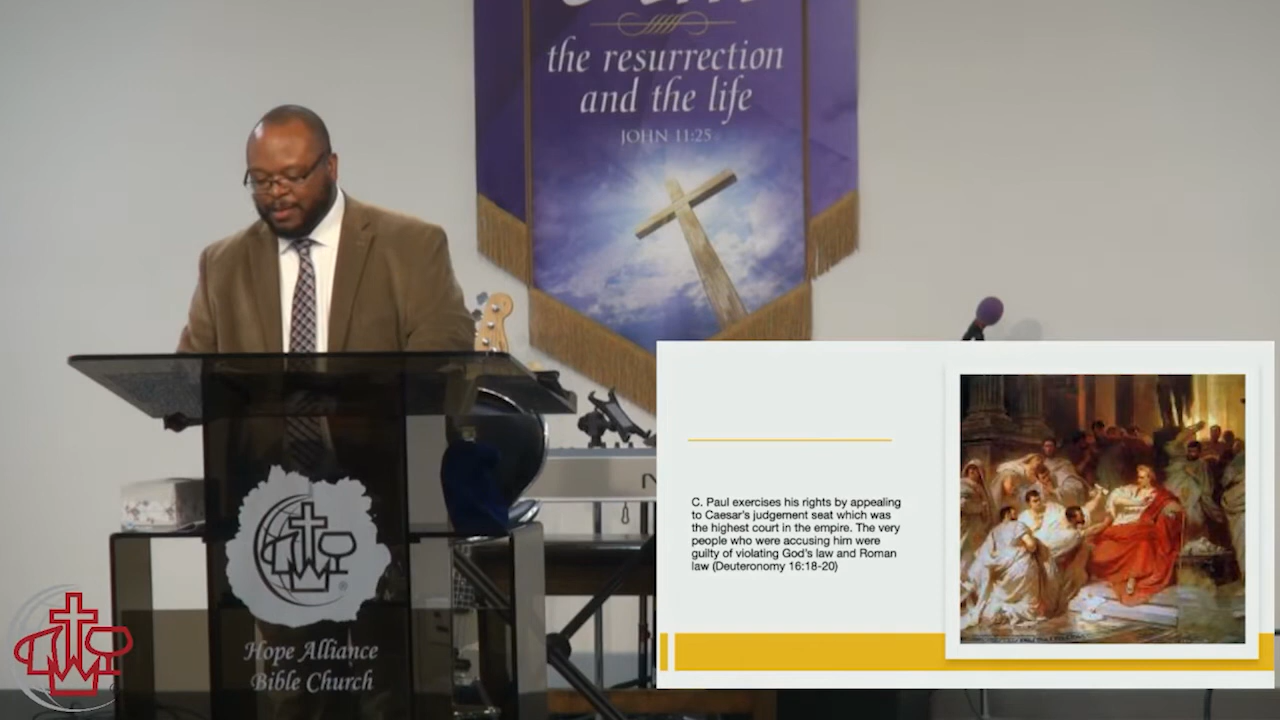 the resurrection
and the life
JOHN 11:25
C. Paul exercises his rights by appealing
to Caesar's judgement seat which was
the highest court in the empire. The very
people who were accusing him were
guilty of violating God's law and Roman
law (Deuteronomy 16:18-20)
Hope Alliance
Bible Church